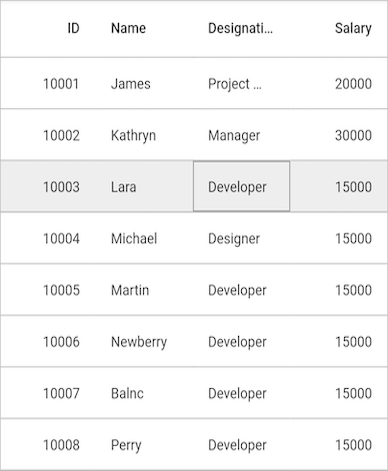 ID Name Designati... Salary
10001 James Project ... 20000
10002 Kathryn Manager 30000
10003 Lara Developer 15000
10004 Michael Designer 15000
10005 Martin Developer 15000
10006 Newberry Developer 15000
10007 Balnc Developer 15000
10008 Perry Developer 15000